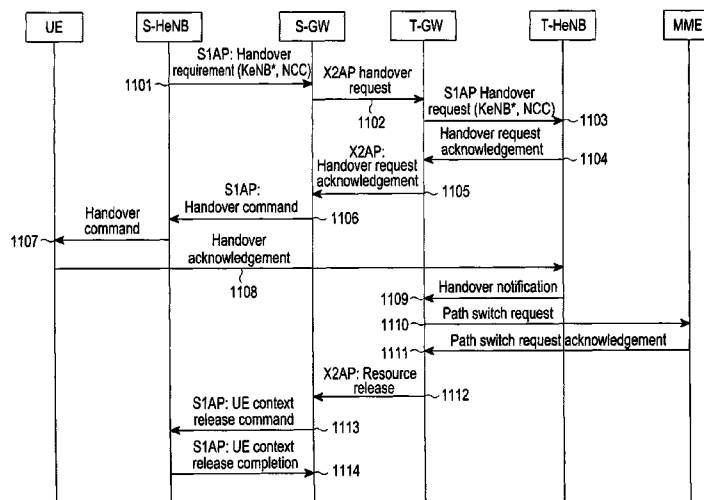 UE
S-HeNB
S-GW
T-GW
T-HeNB
MME
S1AP: Handover
requirement (KeNB*, NCC)
1101
X2AP handover
request
1102
S1AP Handover
request (KeNB*, NCC)
1103
Handover request
acknowledgement
1104
X2AP:
Handover request
acknowledgement
1105
S1AP:
Handover command
1106
Handover
command
1107
Handover
acknowledgement
1108
Handover notification
1109
Path switch request
1110
Path switch request acknowledgement
1111
X2AP: Resource
release
1112
S1AP: UE context
release command
1113
S1AP: UE context
release completion
1114